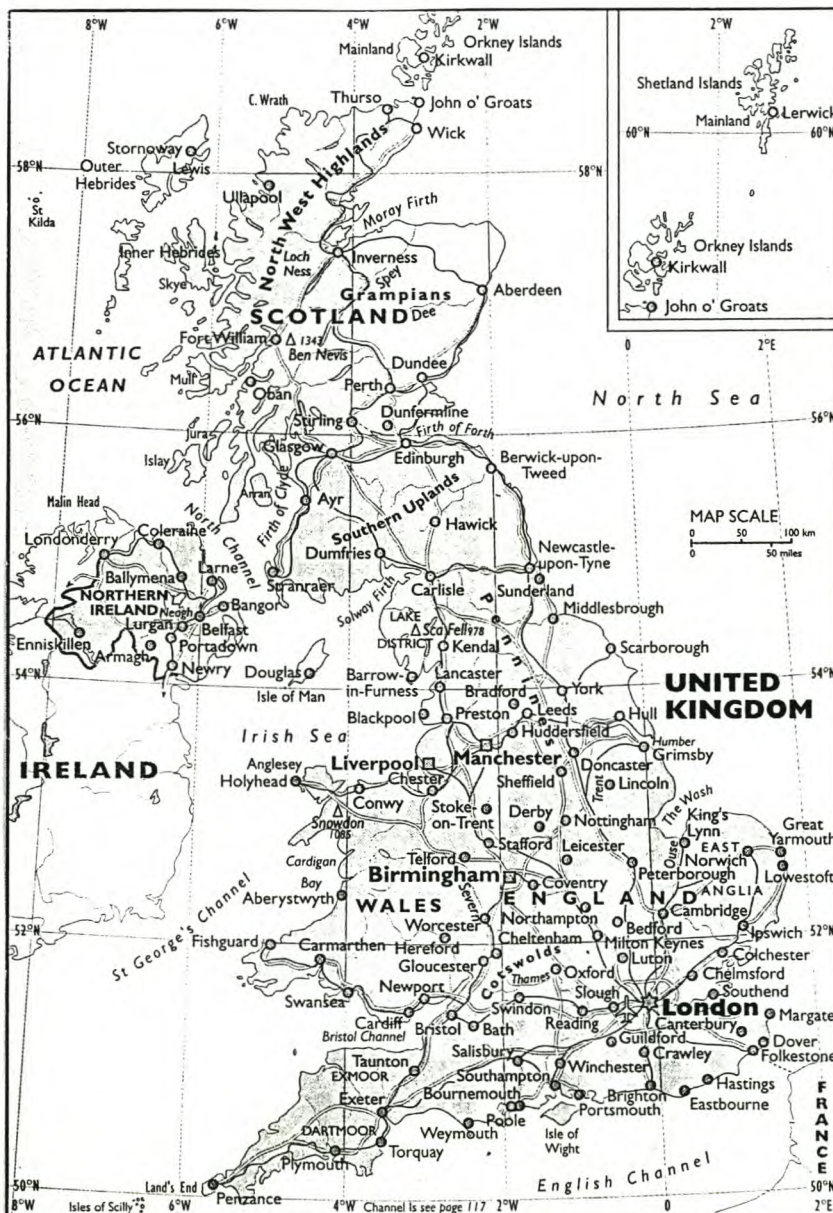 8°W
6°W
4°W
2°W
2°W
Mainland
Orkney Islands
Kirkwall
Shetland Islands
Mainland
Lerwick
60°N
60°N
C. Wrath
Thurso
John o' Groats
Wick
Stornoway
Lewis
58°N
Outer
Hebrides
58°N
Ullapool
North West Highlands
St
Kilda
Moray Firth
Orkney Islands
Kirkwall
John o' Groats
0°
2°E
Inner Hebrides
Skye
Loch
Ness
Inverness
Spey
Grampians
Aberdeen
SCOTLAND
Dee
Fort William
△ 1343
Ben Nevis
ATLANTIC
OCEAN
Mull
Oban
Dundee
Perth
North Sea
56°N
Stirling
Dunfermline
Firth of Forth
56°N
Jura
Glasgow
Edinburgh
Berwick-upon-
Tweed
Islay
Arran
Firth of Clyde
Ayr
Southern Uplands
Hawick
MAP SCALE
0 50 100 km
0 50 miles
Malin Head
North Channel
Londonderry
Coleraine
Dumfries
Newcastle-
upon-Tyne
Ballymena
Larne
Stranraer
Carlisle
Sunderland
NORTHERN
IRELAND
Neagh
Bangor
Solway Firth
Pennines
Middlesbrough
Lurgan
Belfast
LAKE
DISTRICT
△ Sca Fell 978
Enniskillen
Armagh
Portadown
Kendal
Scarborough
54°N
Newry
Douglas
Isle of Man
Barrow-
in-Furness
Lancaster
York
54°N
UNITED
KINGDOM
Blackpool
Preston
Bradford
Leeds
Hull
Irish Sea
Huddersfield
Humber
Grimsby
IRELAND
Liverpool
Manchester
Doncaster
Anglesey
Holyhead
Chester
Sheffield
Trent
Lincoln
Conwy
Stoke-
on-Trent
Derby
Nottingham
The Wash
King's
Lynn
Great
Yarmouth
△
Snowdon
1085
Stafford
Leicester
Ouse
EAST
Norwich
Cardigan
Bay
Telford
Birmingham
Coventry
Peterborough
ANGLIA
Lowestoft
Aberystwyth
WALES
Severn
ENGLAND
Northampton
Cambridge
Bedford
St George's Channel
52°N
Worcester
Milton Keynes
Ipswich
52°N
Fishguard
Carmarthen
Hereford
Cheltenham
Luton
Colchester
Gloucester
Cotswolds
Oxford
Chelmsford
Swansea
Newport
Thames
Slough
Southend
Cardiff
Bristol
Bath
Swindon
Reading
London
Margate
Bristol Channel
Canterbury
Guildford
Dover
Taunton
Salisbury
Winchester
Crawley
Folkestone
EXMOOR
Southampton
Exeter
Bournemouth
Hastings
DARTMOOR
Poole
Portsmouth
Brighton
Eastbourne
Weymouth
Isle of
Wight
Torquay
Plymouth
FRANCE
50°N
Land's End
Penzance
English Channel
50°N
Isles of Scilly
8°W
6°W
4°W
Channel Is see page 117
2°W
0°
2°E